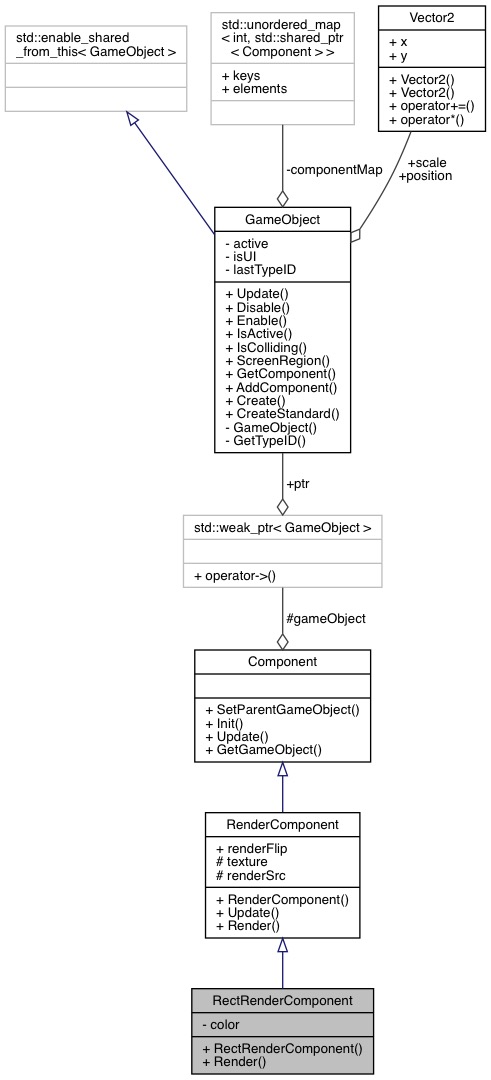 std::enable_shared
_from_this< GameObject >
std::unordered_map
< int, std::shared_ptr
< Component > >
+ keys
+ elements
Vector2
+ x
+ y
+ Vector2()
+ Vector2()
+ operator+=()
+ operator*()
-componentMap
+scale
+position
GameObject
- active
- isUI
- lastTypeID
+ Update()
+ Disable()
+ Enable()
+ IsActive()
+ IsColliding()
+ ScreenRegion()
+ GetComponent()
+ AddComponent()
+ Create()
+ CreateStandard()
- GameObject()
- GetTypeID()
+ptr
std::weak_ptr< GameObject >
+ operator->()
#gameObject
Component
+ SetParentGameObject()
+ Init()
+ Update()
+ GetGameObject()
RenderComponent
+ renderFlip
# texture
# renderSrc
+ RenderComponent()
+ Update()
+ Render()
RectRenderComponent
- color
+ RectRenderComponent()
+ Render()